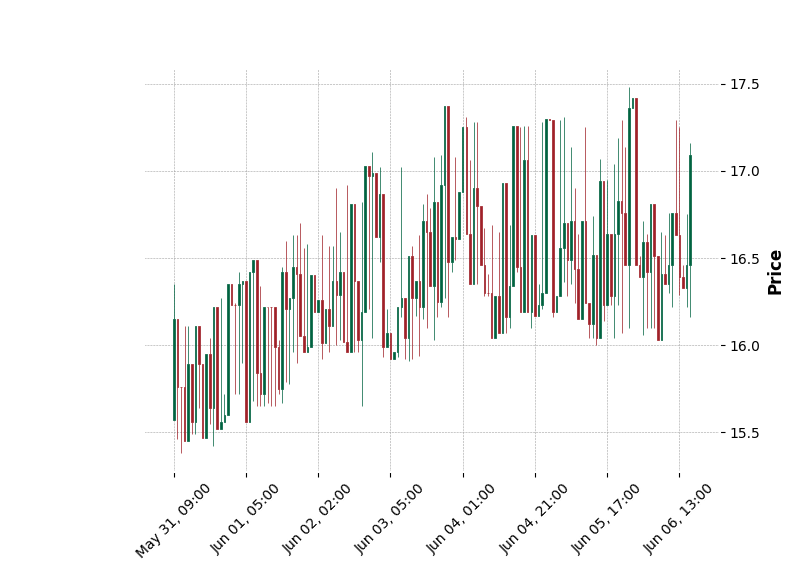 17.5
17.0
16.5
16.0
15.5
Price
May 31, 09:00
Jun 01, 05:00
Jun 02, 02:00
Jun 03, 05:00
Jun 04, 01:00
Jun 04, 21:00
Jun 05, 17:00
Jun 06, 13:00